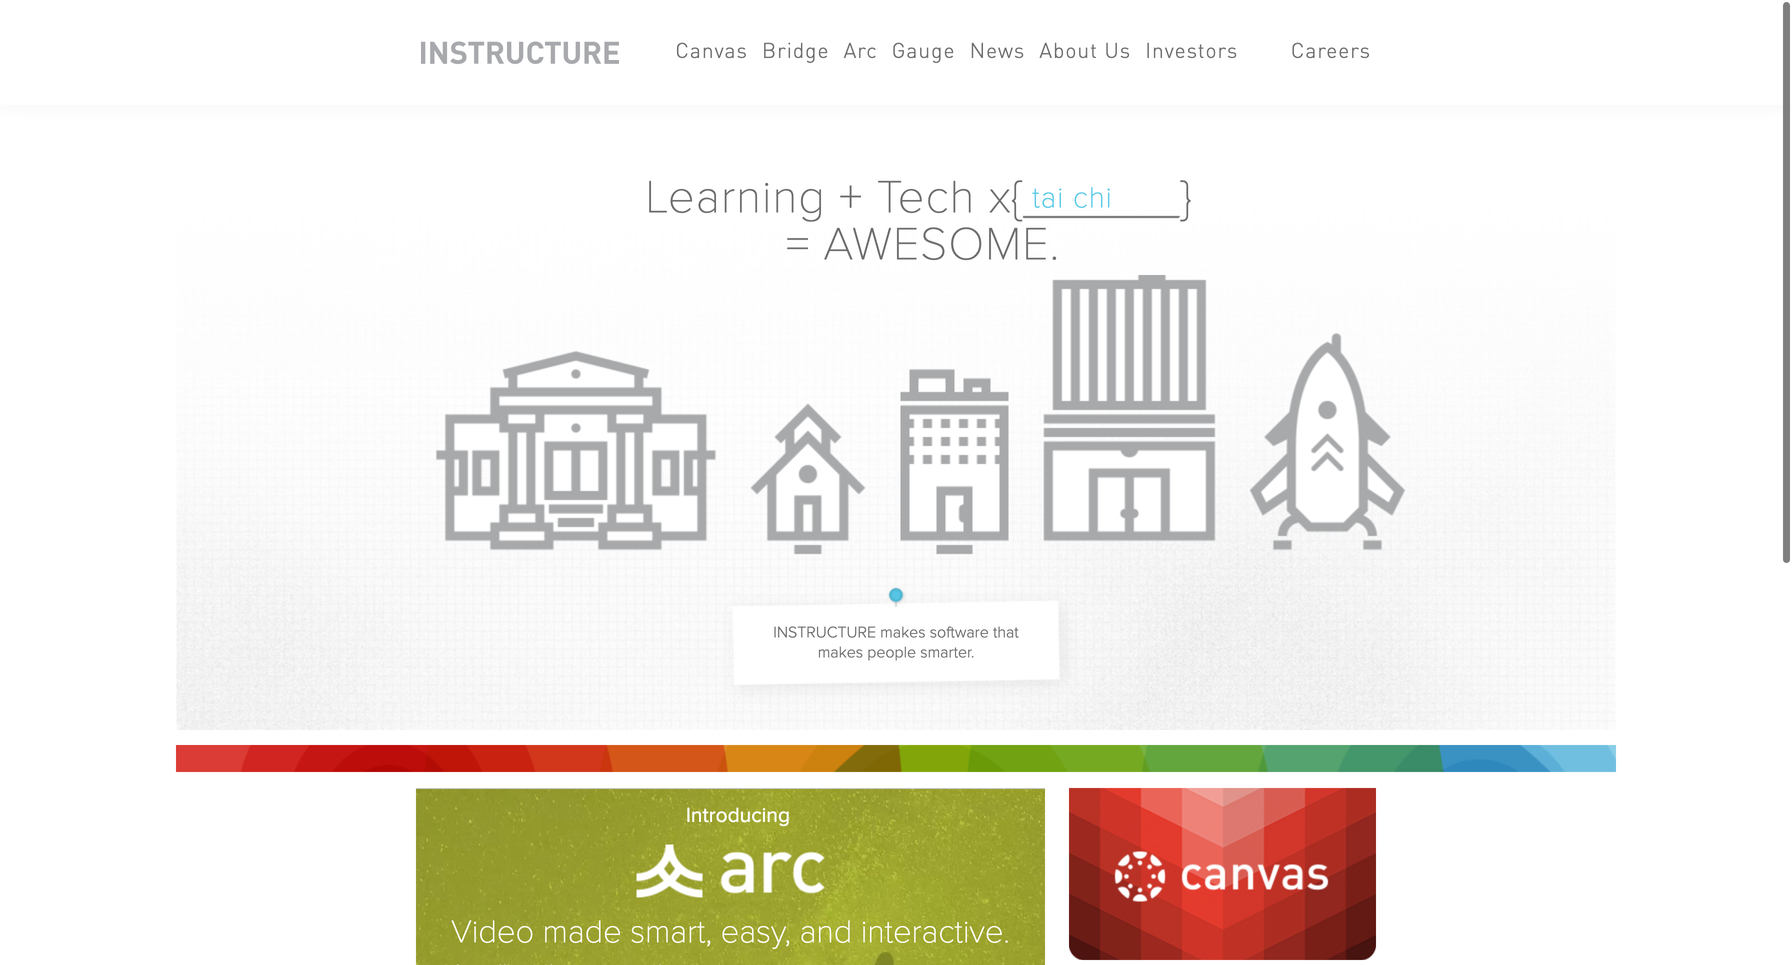 INSTRUCTURE
Canvas Bridge Arc Gauge News About Us Investors Careers
Learning + Tech x{tai chi}
= AWESOME.
INSTRUCTURE makes software that
makes people smarter.
Introducing
arc
Video made smart, easy, and interactive.
canvas